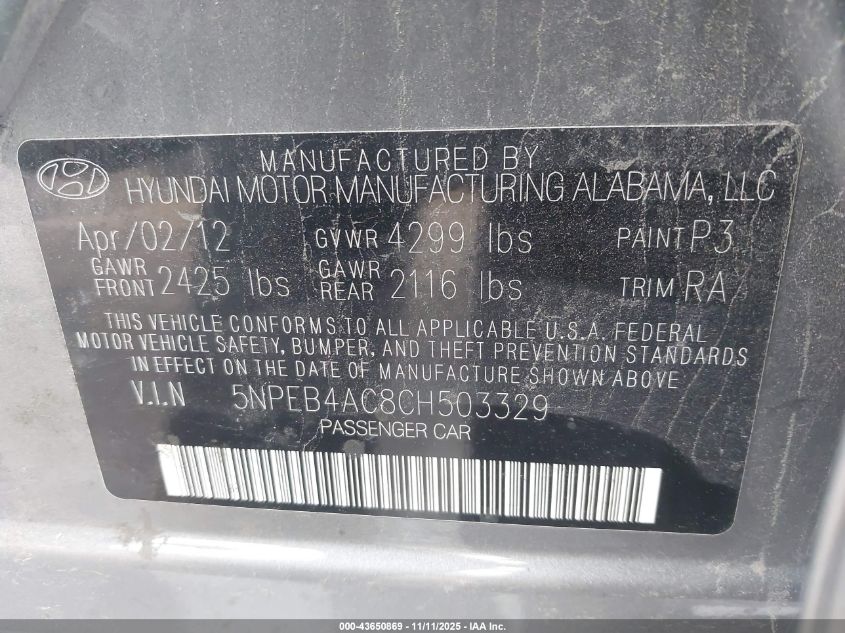 MANUFACTURED BY
HYUNDAI MOTOR MANUFACTURING ALABAMA, LLC
Apr/02/12 GVWR 4299 lbs PAINT P3
GAWR FRONT 2425 lbs GAWR REAR 2116 lbs TRIM RA
THIS VEHICLE CONFORMS TO ALL APPLICABLE U.S.A. FEDERAL
MOTOR VEHICLE SAFETY, BUMPER, AND THEFT PREVENTION STANDARDS
IN EFFECT ON THE DATE OF MANUFACTURE SHOWN ABOVE.
V.I.N 5NPEB4AC8CH503329
PASSENGER CAR
000-43650869 - 11/11/2025 - IAA Inc.